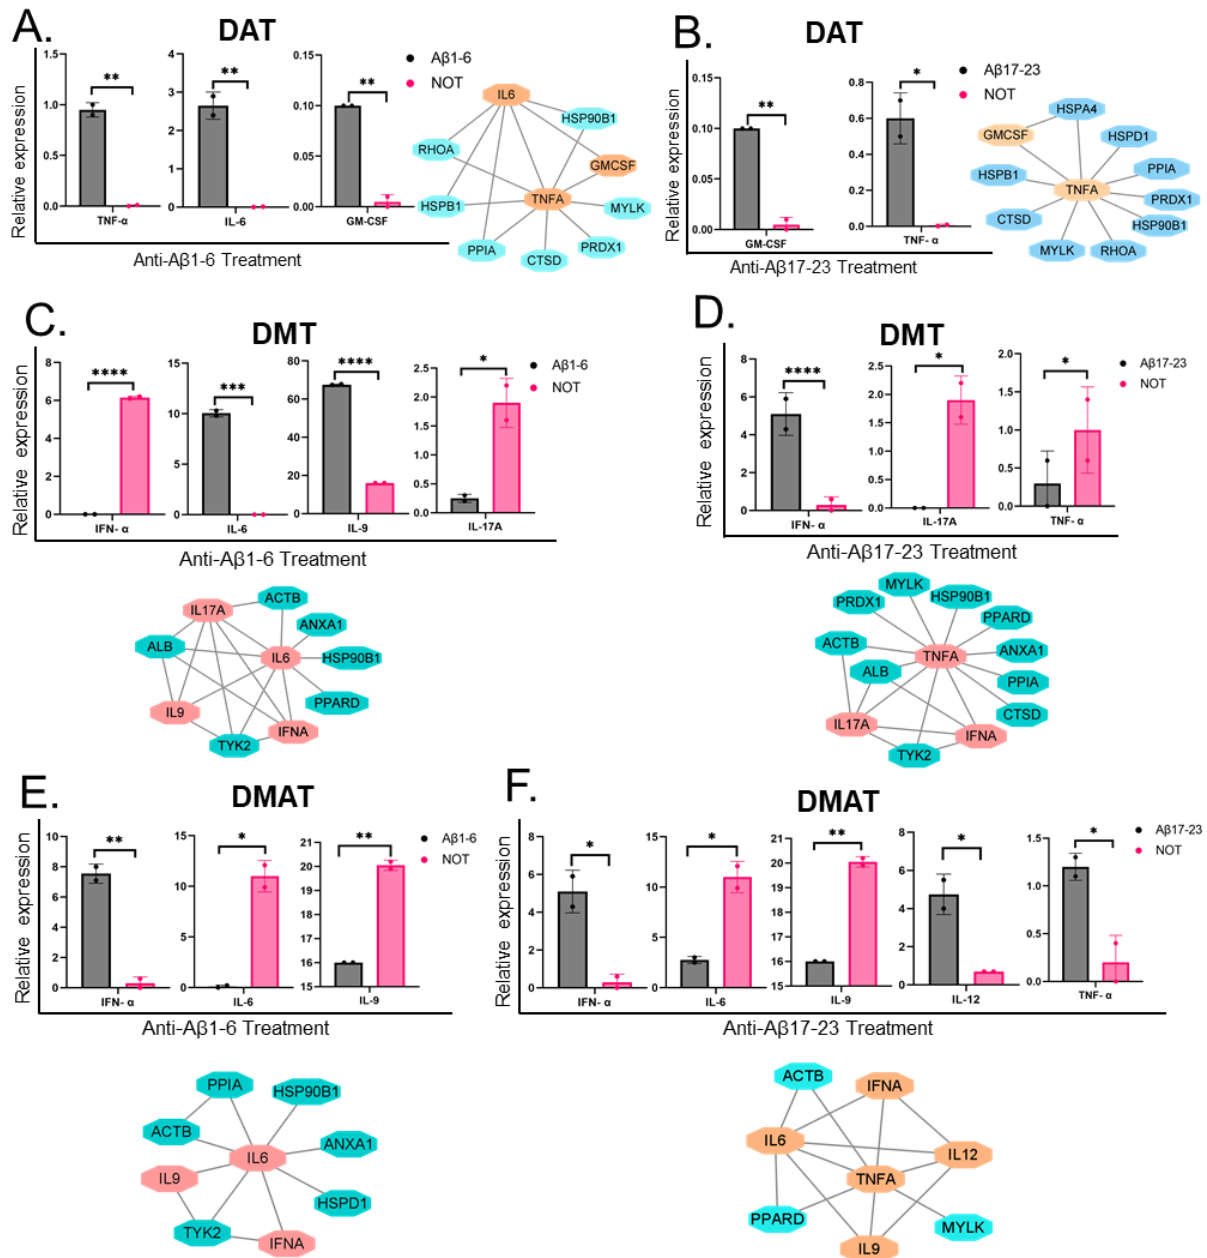 A.
DAT
Relative expression
1.5
1.0
0.5
0.0
**
TNF-α
4
3
2
1
0
**
IL-6
0.15
0.10
0.05
0.00
**
GM-CSF
Aβ1-6
NOT
Anti-Aβ1-6 Treatment
IL6
HSP90B1
RHOA
GMCSF
TNFA
HSPB1
MYLK
PPIA
PRDX1
CTSD
B.
DAT
Relative expression
0.15
0.10
0.05
0.00
**
GM-CSF
0.8
0.6
0.4
0.2
0.0
*
TNF- α
Aβ17-23
NOT
Anti-Aβ17-23 Treatment
HSPA4
GMCSF
HSPD1
HSPB1
PPIA
TNFA
PRDX1
CTSD
HSP90B1
MYLK
RHOA
C.
DMT
Relative expression
8
6
4
2
0
****
IFN- α
15
10
5
0
***
IL-6
80
60
40
20
0
****
IL-9
2.5
2.0
1.5
1.0
0.5
0.0
*
IL-17A
Aβ1-6
NOT
Anti-Aβ1-6 Treatment
IL17A
ACTB
ANXA1
ALB
IL6
HSP90B1
PPARD
IL9
IFNA
TYK2
D.
DMT
Relative expression
8
6
4
2
0
****
IFN- α
2.5
2.0
1.5
1.0
0.5
0.0
*
IL-17A
2.0
1.5
1.0
0.5
0.0
*
TNF- α
Aβ17-23
NOT
Anti-Aβ17-23 Treatment
MYLK
PRDX1
HSP90B1
PPARD
ACTB
ANXA1
TNFA
ALB
PPIA
CTSD
IL17A
IFNA
TYK2
E.
DMAT
Relative expression
10
8
6
4
2
0
**
IFN- α
15
10
5
0
*
IL-6
21
20
19
18
17
16
15
**
IL-9
Aβ1-6
NOT
Anti-Aβ1-6 Treatment
PPIA
HSP90B1
ACTB
ANXA1
IL6
IL9
HSPD1
TYK2
IFNA
F.
DMAT
Relative expression
8
6
4
2
0
*
IFN- α
15
10
5
0
*
IL-6
21
20
19
18
17
16
15
**
IL-9
12
8
4
0
*
IL-12
1.5
1.0
0.5
0.0
*
TNF- α
Aβ17-23
NOT
Anti-Aβ17-23 Treatment
ACTB
IFNA
IL6
IL12
TNFA
PPARD
MYLK
IL9